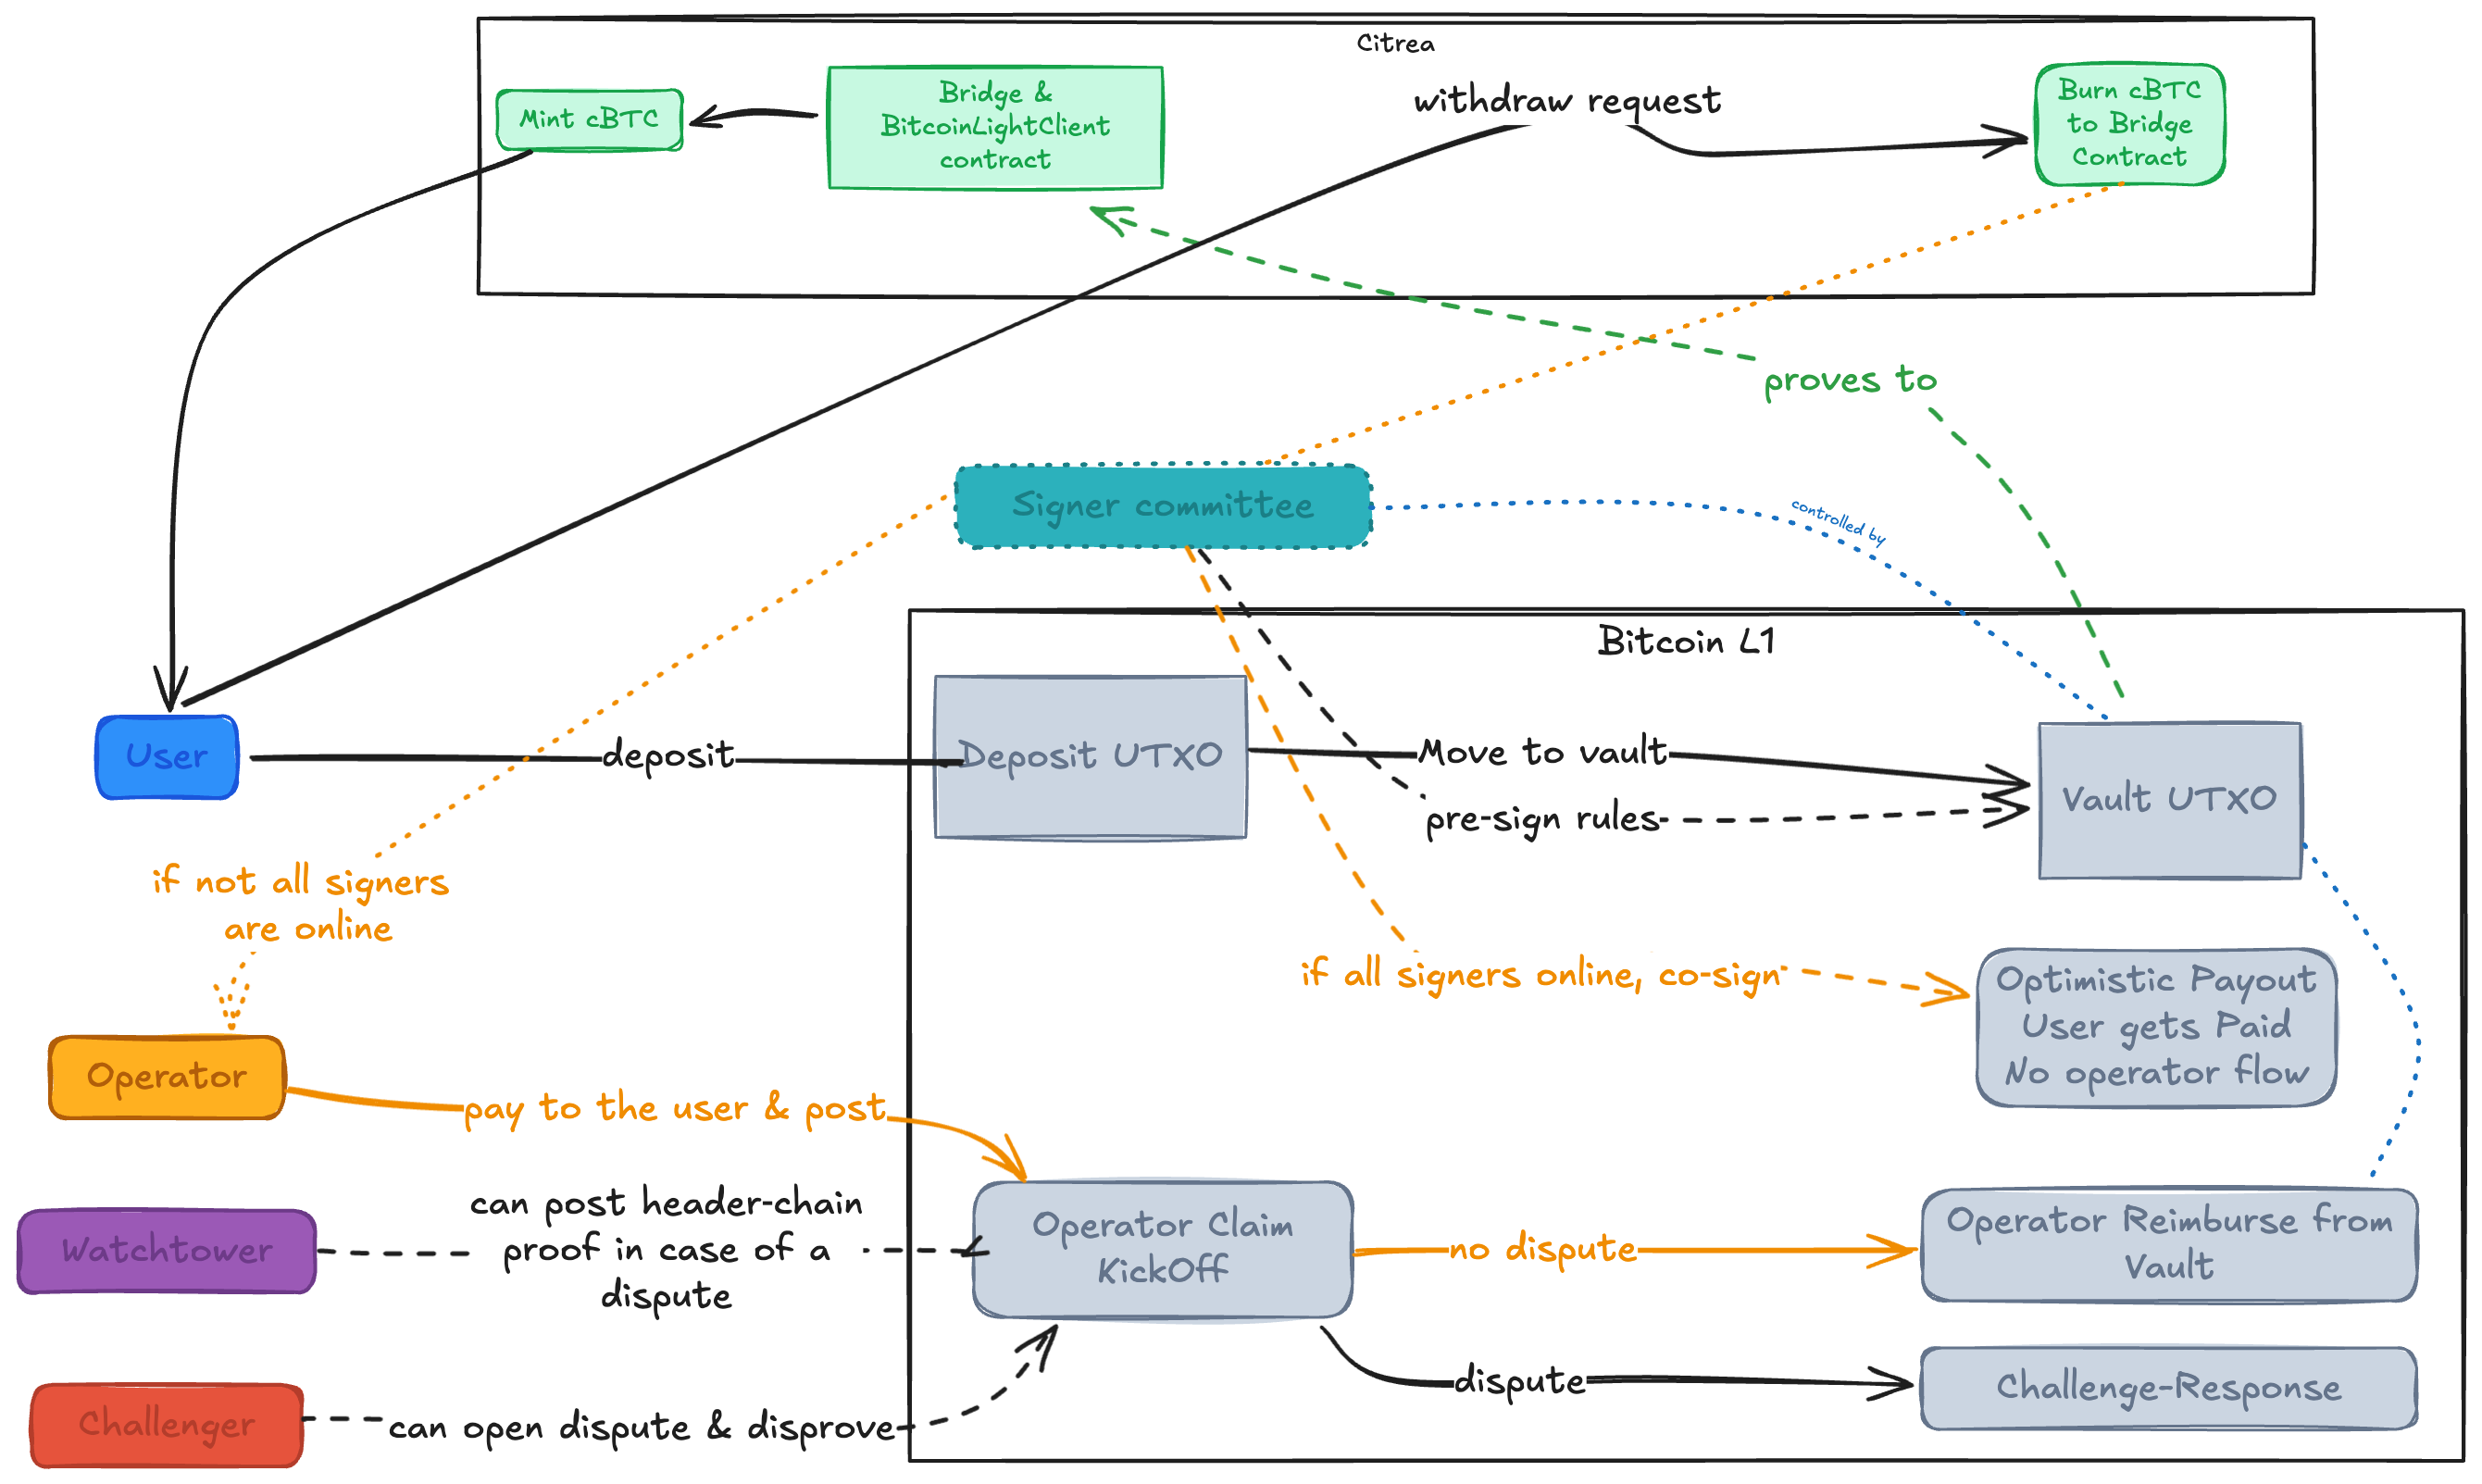 Citrea
Mint cBTC
Bridge &
BitcoinLightClient
contract
withdraw request
Burn cBTC
to Bridge
Contract
proves to
Signer committee
controlled by
Bitcoin L1
User
deposit
Deposit UTXO
Move to vault
pre-sign rules
Vault UTXO
if not all signers
are online
if all signers online, co-sign
Optimistic Payout
User gets Paid
No operator flow
Operator
pay to the user & post
Watchtower
can post header-chain
proof in case of a
dispute
Operator Claim
KickOff
no dispute
Operator Reimburse from
Vault
Challenger
can open dispute & disprove
dispute
Challenge-Response